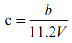 c = b / 11.2V